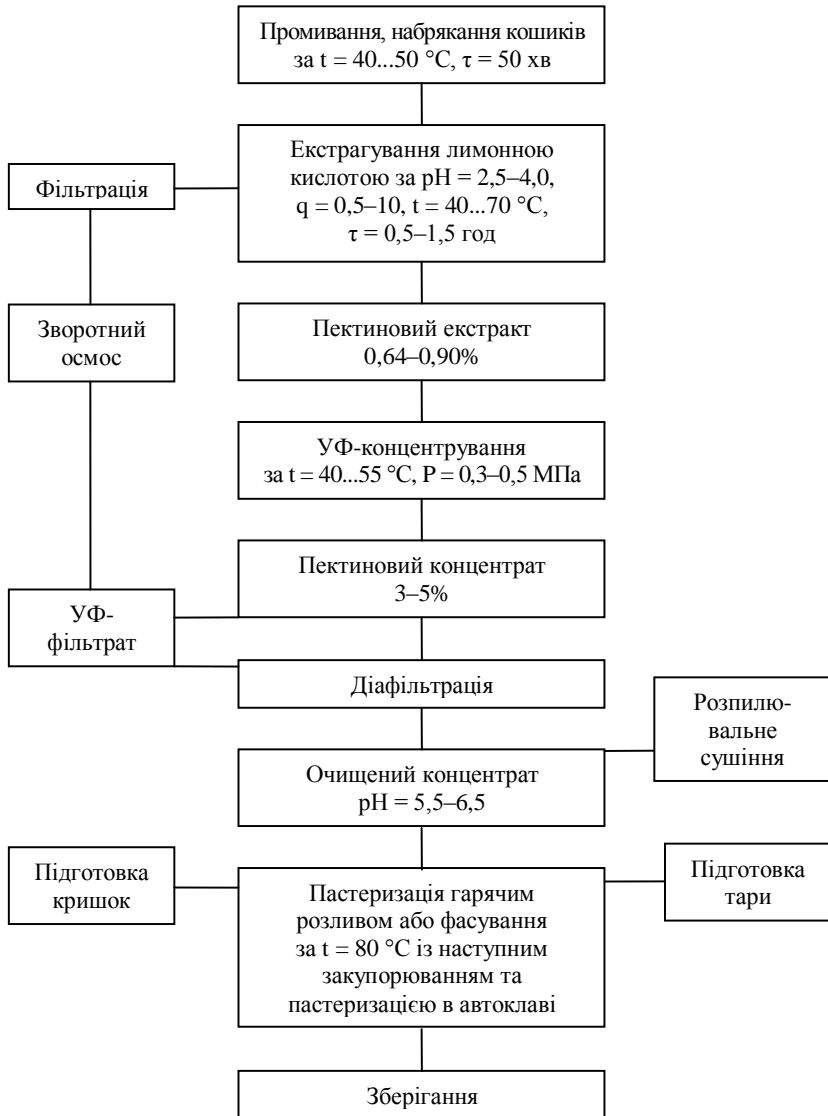 Промивання, набрякання кошиків
за t = 40...50 °C, τ = 50 хв
Екстрагування лимонною
кислотою за pH = 2,5–4,0,
q = 0,5–10, t = 40...70 °C,
τ = 0,5–1,5 год
Фільтрація
Зворотний
осмос
Пектиновий екстракт
0,64–0,90%
УФ-концентрування
за t = 40...55 °C, P = 0,3–0,5 МПа
Пектиновий концентрат
3–5%
УФ-
фільтрат
Діафільтрація
Розпилю-
вальне
сушіння
Очищений концентрат
pH = 5,5–6,5
Підготовка
кришок
Пастеризація гарячим
розливом або фасування
за t = 80 °C із наступним
закупорюванням та
пастеризацією в автоклаві
Підготовка
тари
Зберігання